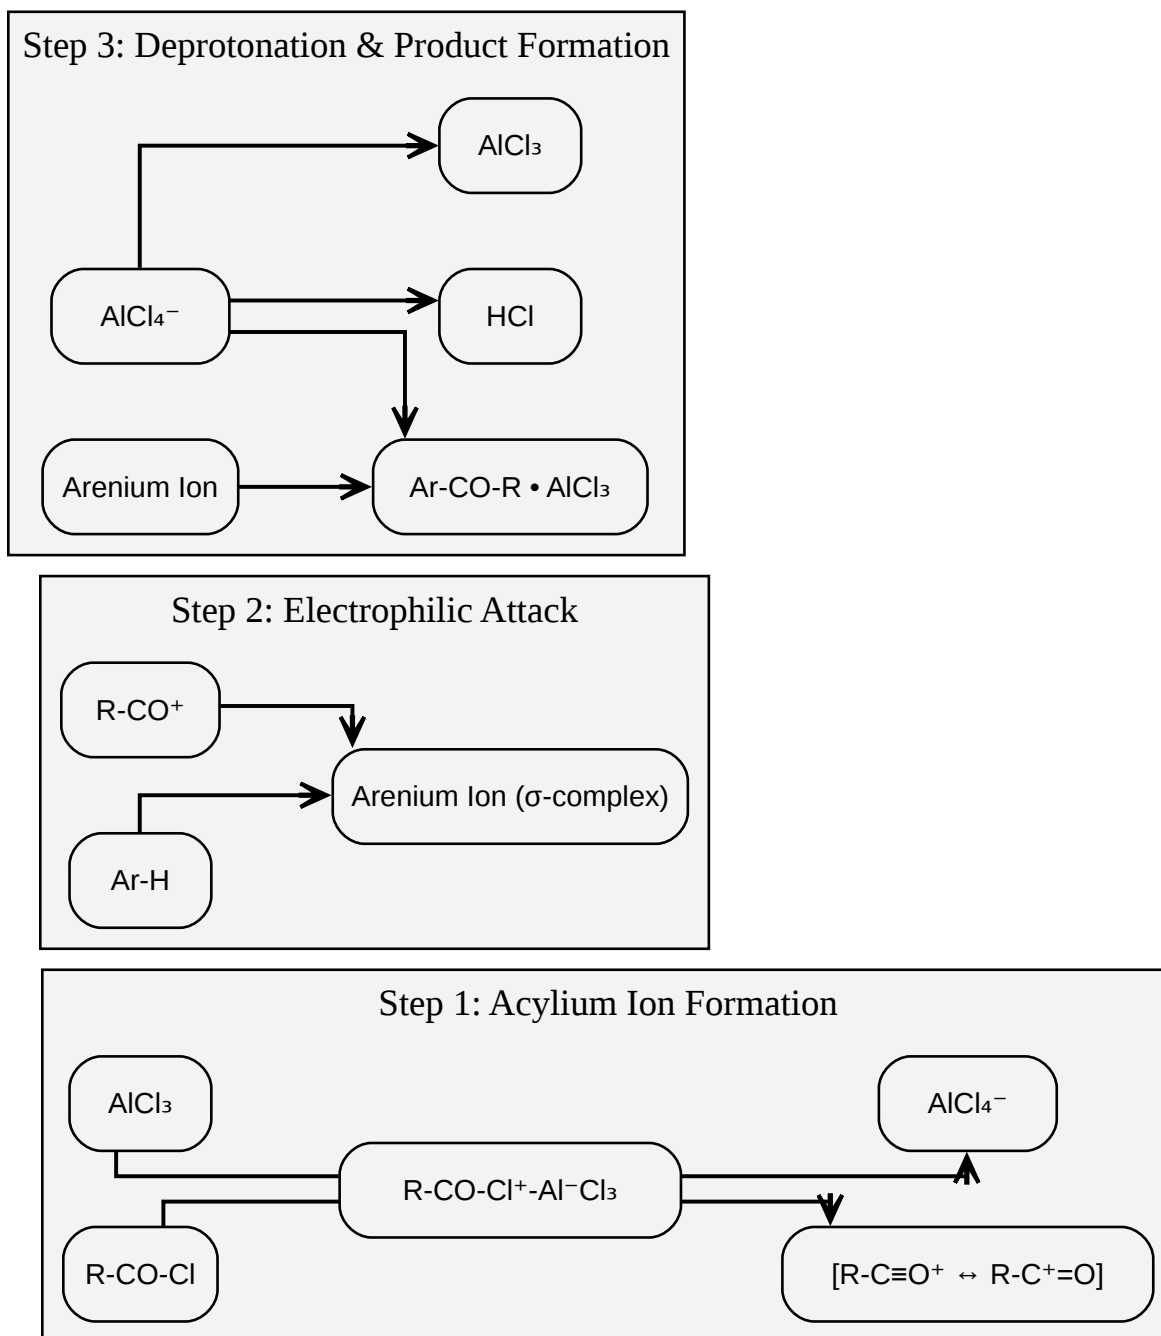 Step 3: Deprotonation & Product Formation
AlCl₃
AlCl₄⁻
HCl
Arenium Ion
Ar-CO-R • AlCl₃
Step 2: Electrophilic Attack
R-CO⁺
Arenium Ion (σ-complex)
Ar-H
Step 1: Acylium Ion Formation
AlCl₃
AlCl₄⁻
R-CO-Cl⁺-Al⁻Cl₃
R-CO-Cl
[R-C≡O⁺ ↔ R-C⁺=O]